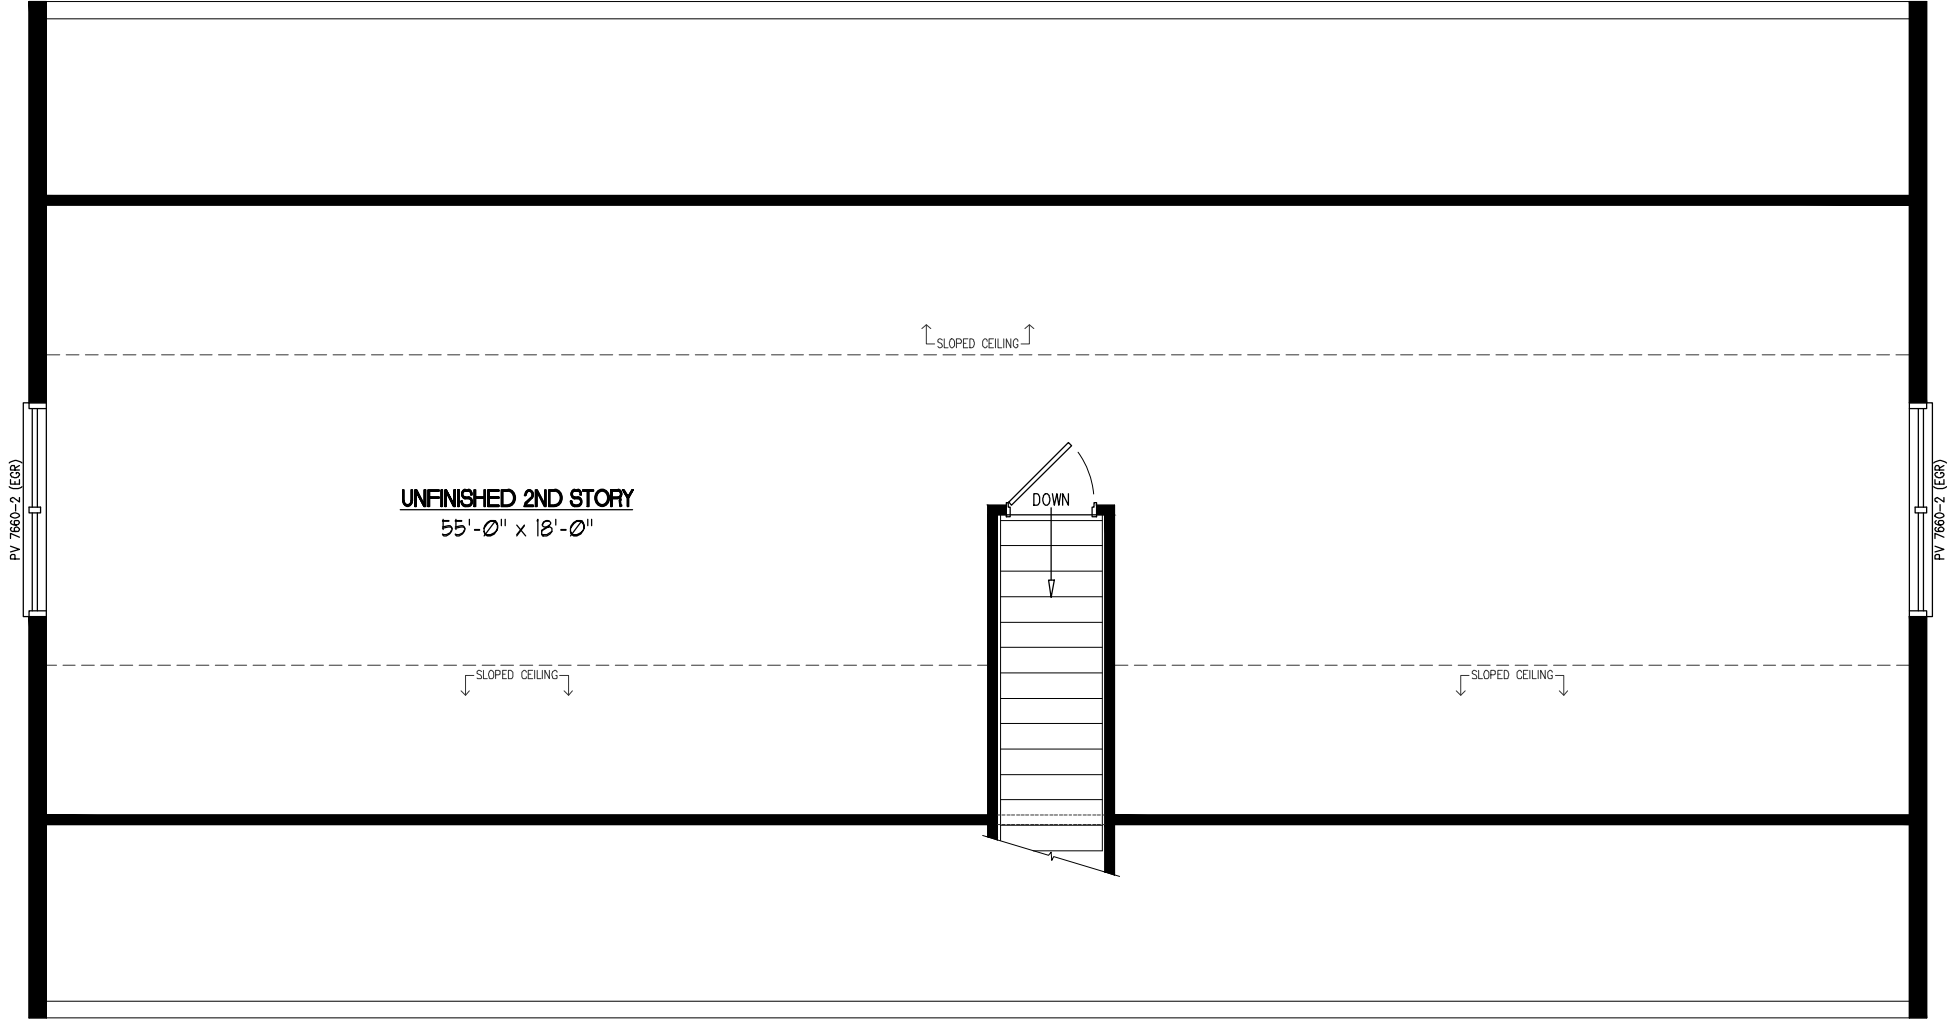 SLOPED CEILING
PV 7660-2 (EGR)
UNFINISHED 2ND STORY
55'-0" x 18'-0"
DOWN
PV 7660-2 (EGR)
SLOPED CEILING
SLOPED CEILING